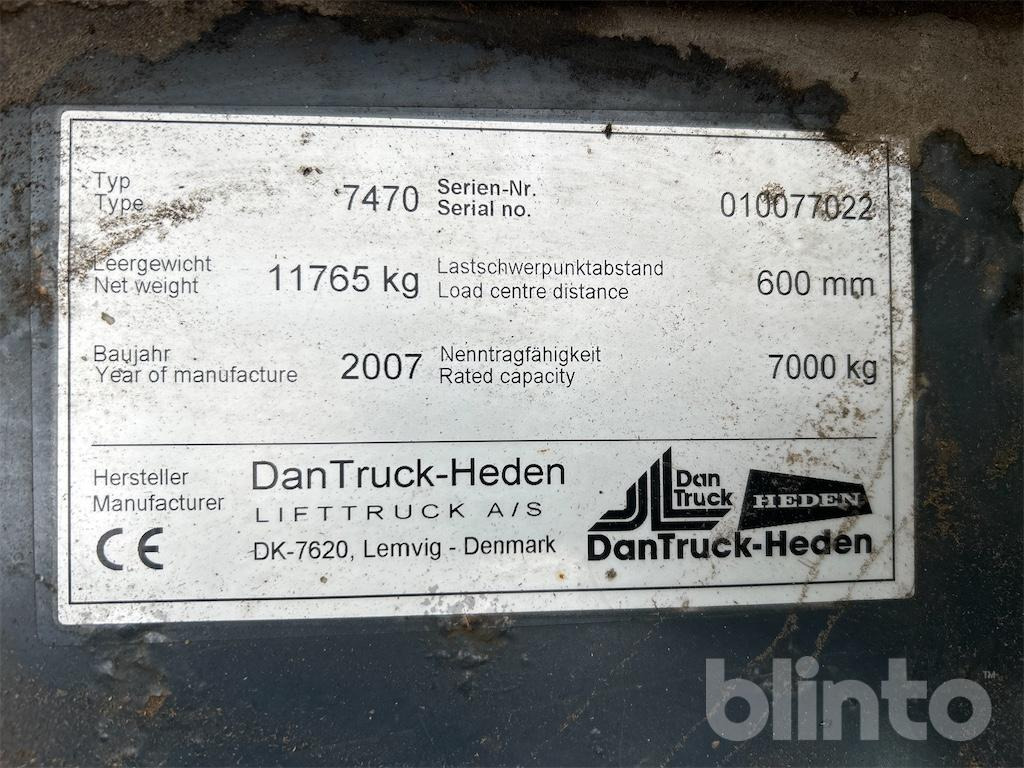 Typ 7470 Serien-Nr. 010077022
Type Serial no.
Leergewicht 11765 kg Lastschwerpunktabstand 600 mm
Net weight Load centre distance
Baujahr 2007 Nenntragfähigkeit 7000 kg
Year of manufacture Rated capacity
Hersteller DanTruck-Heden
Manufacturer LIFTTRUCK A/S
CE DK-7620, Lemvig - Denmark
Dan
Truck HEDEN
DanTruck-Heden
blinto™